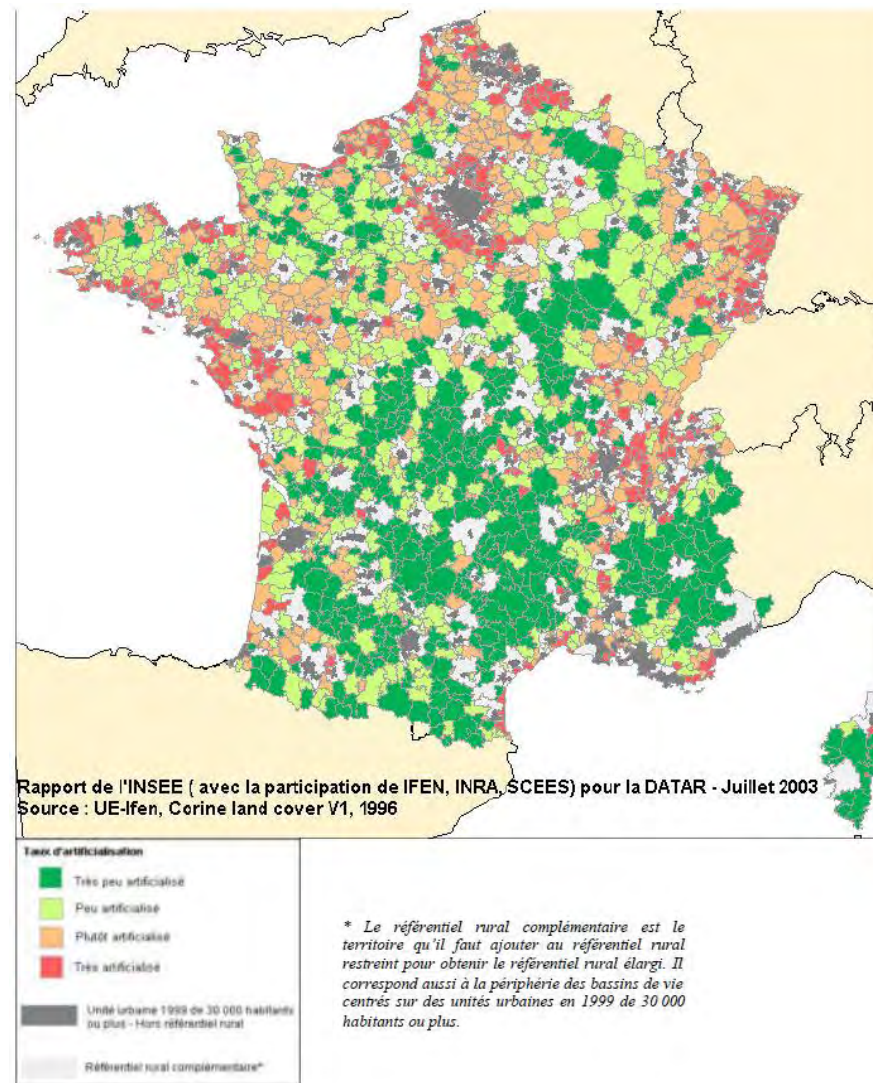 Rapport de l'INSEE ( avec la participation de IFEN, INRA, SCEES) pour la DATAR - Juillet 2003
Source : UE-Ifen, Corine land cover V1, 1996
Taux d'artificialisation
Très peu artificialisé
Peu artificialisé
Plutôt artificialisé
Très artificialisé
Unité urbaine 1999 de 30 000 habitants
ou plus - Hors référentiel rural
Référentiel rural complémentaire*
* Le référentiel rural complémentaire est le
territoire qu'il faut ajouter au référentiel rural
restreint pour obtenir le référentiel rural élargi. Il
correspond aussi à la périphérie des bassins de vie
centrés sur des unités urbaines en 1999 de 30 000
habitants ou plus.